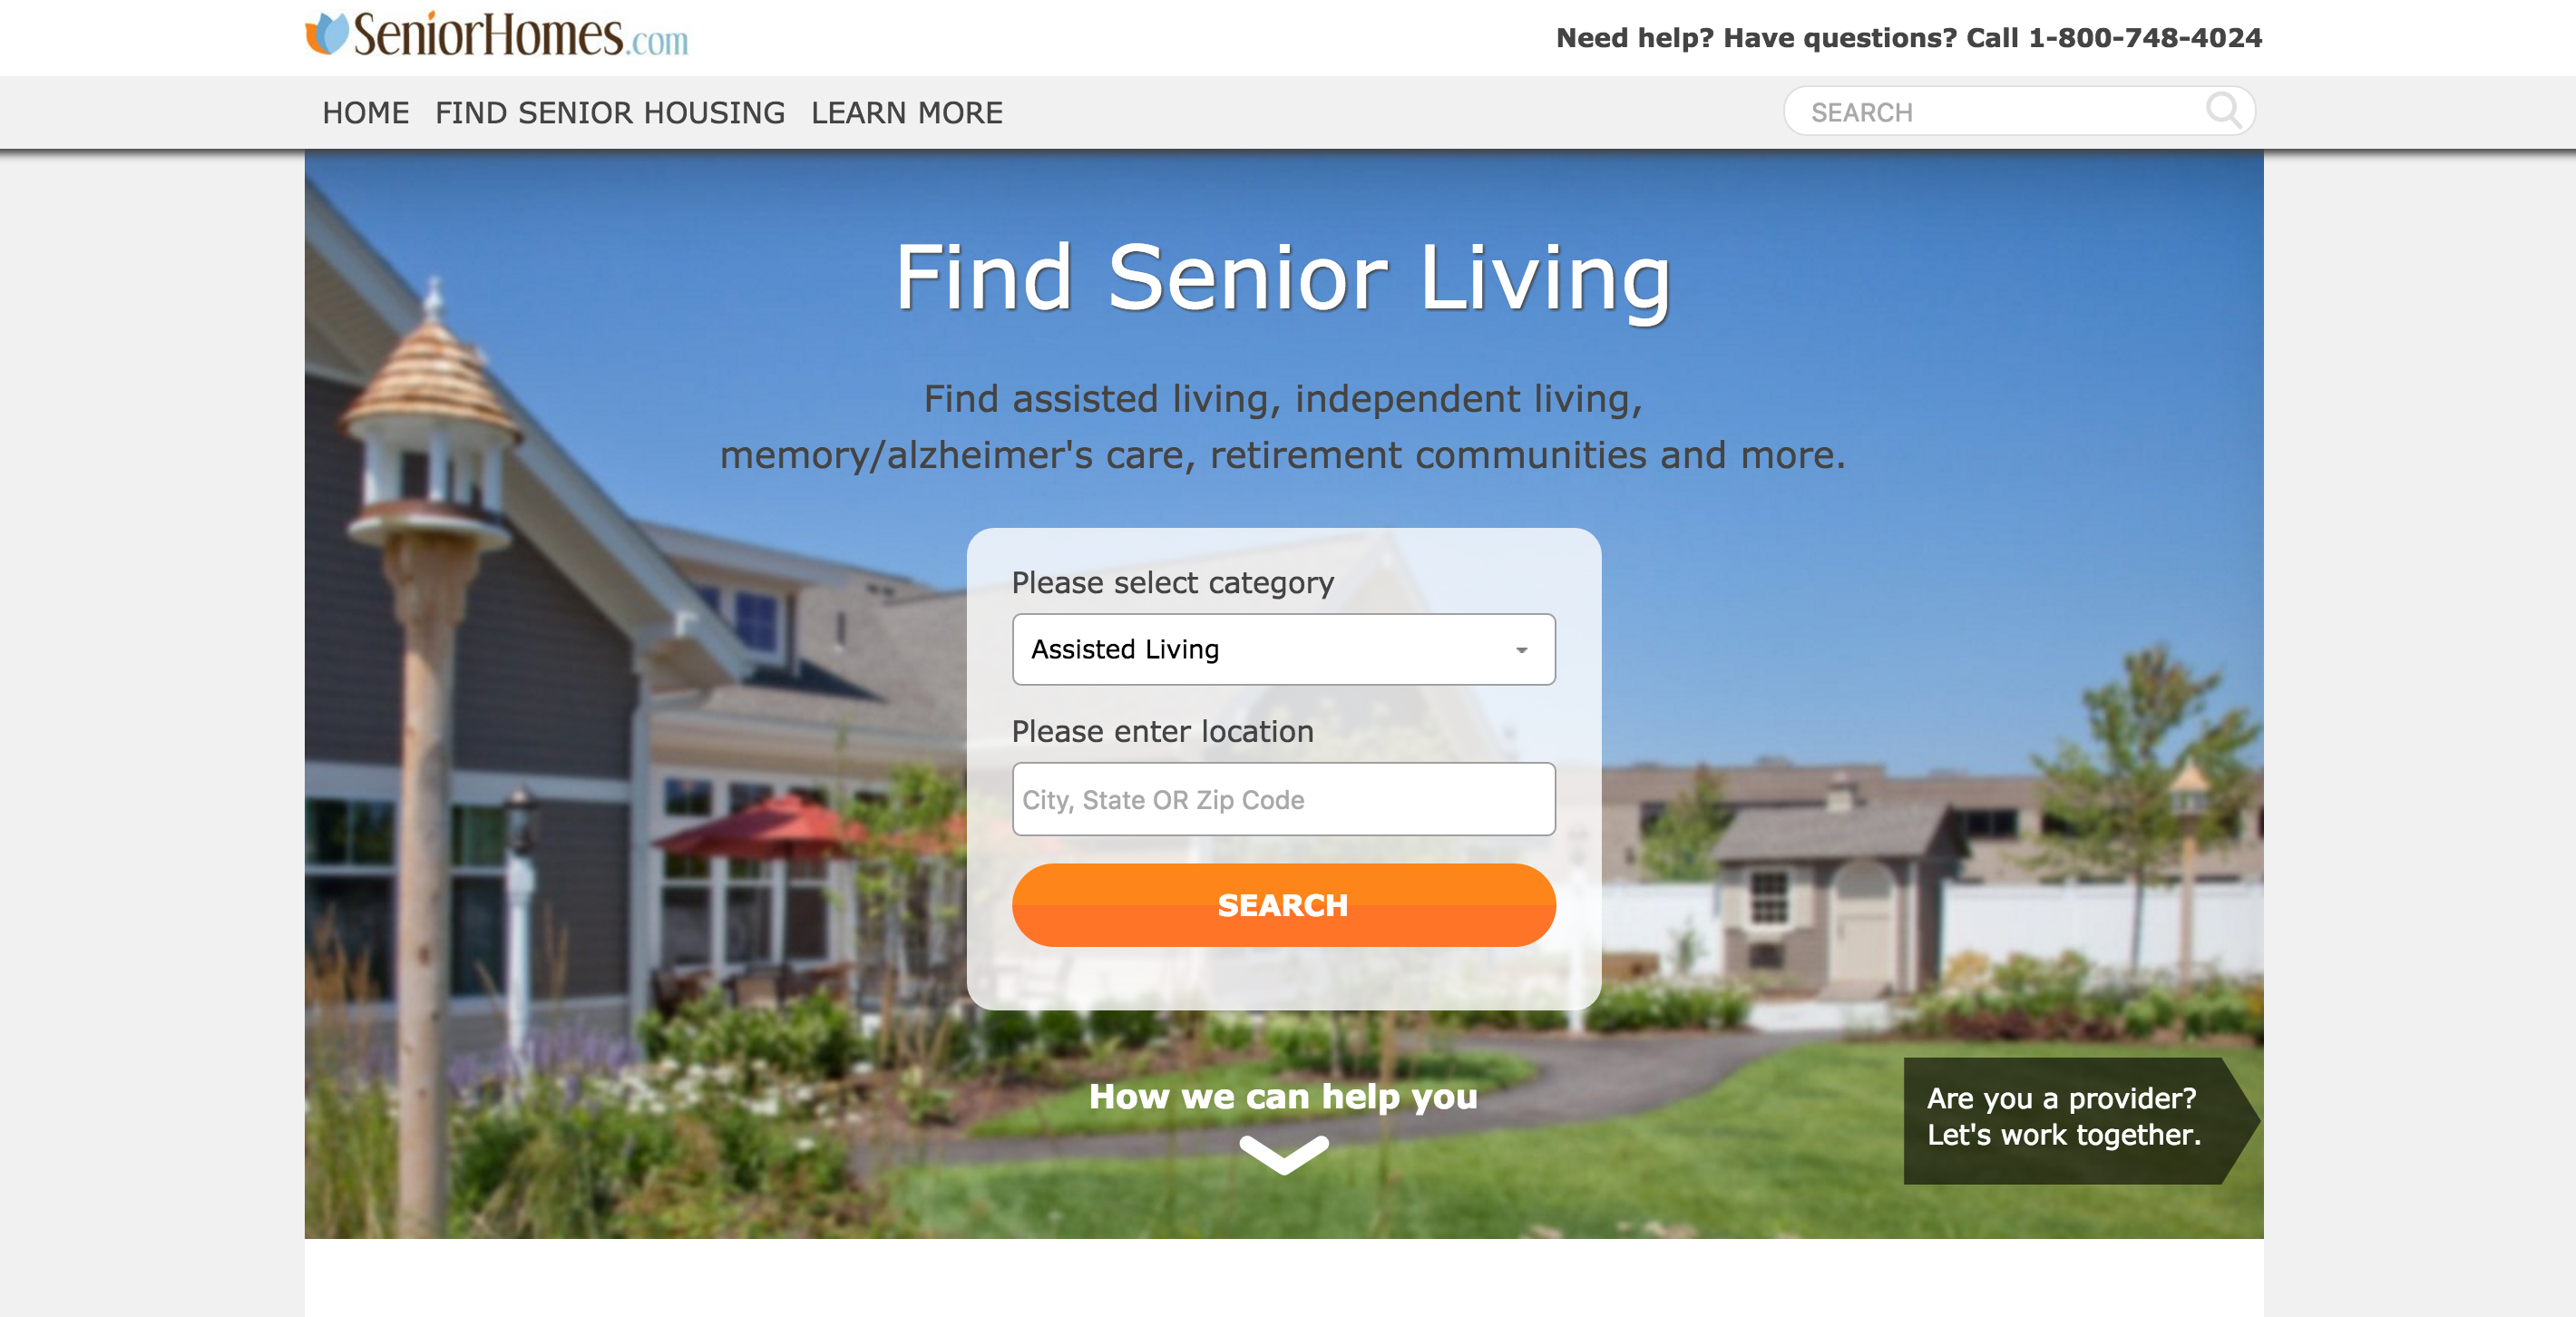 SeniorHomes.com
Need help? Have questions? Call 1-800-748-4024
HOME FIND SENIOR HOUSING LEARN MORE
SEARCH
Find Senior Living
Find assisted living, independent living,
memory/alzheimer's care, retirement communities and more.
Please select category
Assisted Living
Please enter location
City, State OR Zip Code
SEARCH
How we can help you
Are you a provider?
Let's work together.